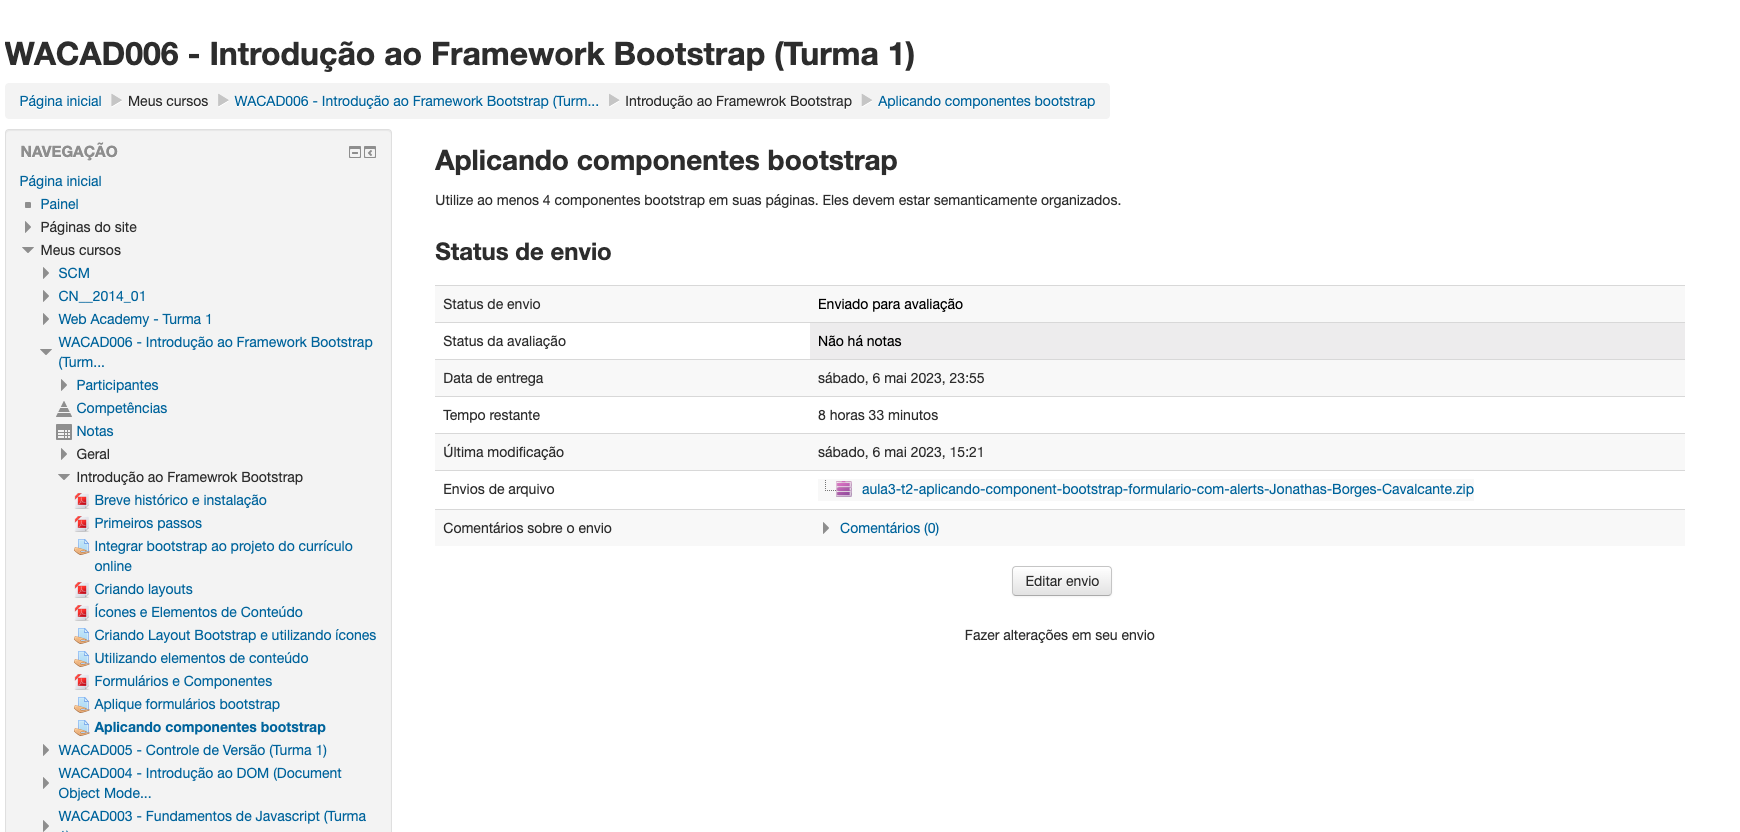 WACAD006 - Introdução ao Framework Bootstrap (Turma 1)
Página inicial Meus cursos WACAD006 - Introdução ao Framework Bootstrap (Turm... Introdução ao Framewrok Bootstrap Aplicando componentes bootstrap
NAVEGAÇÃO
Página inicial
Painel
Páginas do site
Meus cursos
SCM
CN__2014_01
Web Academy - Turma 1
WACAD006 - Introdução ao Framework Bootstrap
(Turm...
Participantes
Competências
Notas
Geral
Introdução ao Framewrok Bootstrap
Breve histórico e instalação
Primeiros passos
Integrar bootstrap ao projeto do currículo
online
Criando layouts
Ícones e Elementos de Conteúdo
Criando Layout Bootstrap e utilizando ícones
Utilizando elementos de conteúdo
Formulários e Componentes
Aplique formulários bootstrap
Aplicando componentes bootstrap
WACAD005 - Controle de Versão (Turma 1)
WACAD004 - Introdução ao DOM (Document
Object Mode...
WACAD003 - Fundamentos de Javascript (Turma
Aplicando componentes bootstrap
Utilize ao menos 4 componentes bootstrap em suas páginas. Eles devem estar semanticamente organizados.
Status de envio
Status de envio Enviado para avaliação
Status da avaliação Não há notas
Data de entrega sábado, 6 mai 2023, 23:55
Tempo restante 8 horas 33 minutos
Última modificação sábado, 6 mai 2023, 15:21
Envios de arquivo aula3-t2-aplicando-component-bootstrap-formulario-com-alerts-Jonathas-Borges-Cavalcante.zip
Comentários sobre o envio Comentários (0)
Editar envio
Fazer alterações em seu envio